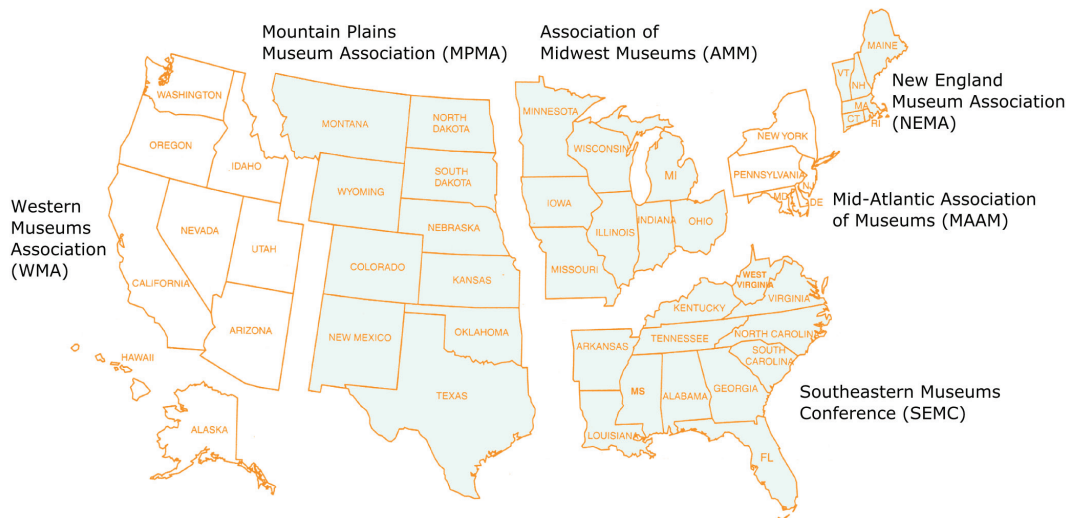 Mountain Plains
Museum Association (MPMA)
Association of
Midwest Museums (AMM)
New England
Museum Association
(NEMA)
Mid-Atlantic Association
of Museums (MAAM)
Southeastern Museums
Conference (SEMC)
Western
Museums
Association
(WMA)
WASHINGTON
OREGON
IDAHO
NEVADA
UTAH
CALIFORNIA
ARIZONA
HAWAII
ALASKA
MONTANA
NORTH
DAKOTA
SOUTH
DAKOTA
WYOMING
NEBRASKA
COLORADO
KANSAS
NEW MEXICO
OKLAHOMA
TEXAS
MINNESOTA
WISCONSIN
MI
IOWA
ILLINOIS
INDIANA
OHIO
MISSOURI
MAINE
VT
NH
MA
CT
RI
NEW YORK
PENNSYLVANIA
NJ
MD
DE
WEST
VIRGINIA
VIRGINIA
KENTUCKY
TENNESSEE
NORTH CAROLINA
SOUTH
CAROLINA
ARKANSAS
MS
ALABAMA
GEORGIA
LOUISIANA
FL